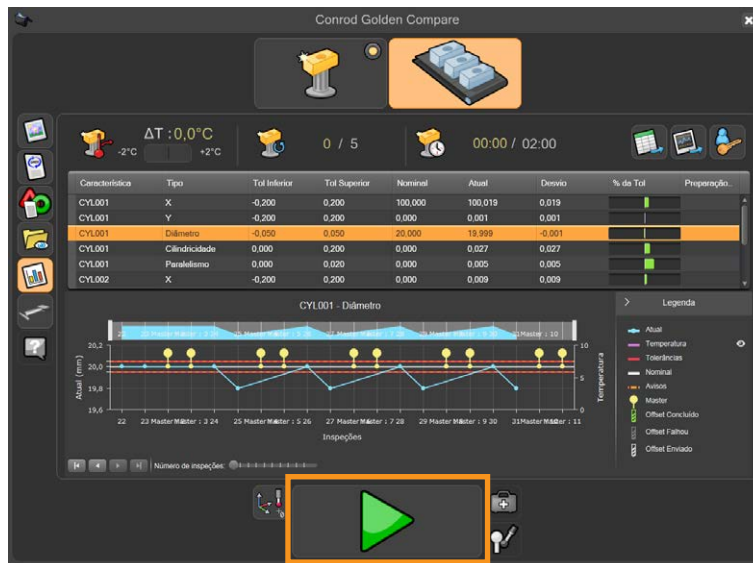 Conrod Golden Compare
ΔT : 0,0°C
-2°C +2°C
0 / 5
00:00 / 02:00
Característica Tipo Tol Inferior Tol Superior Nominal Atual Desvio % da Tol Preparação..
CYL001 X -0,200 0,200 100,000 100,019 0,019
CYL001 Y -0,200 0,200 0,000 0,001 0,001
CYL001 Diâmetro -0,050 0,050 20,000 19,999 -0,001
CYL001 Cilindricidade 0,000 0,200 0,000 0,027 0,027
CYL001 Paralelismo 0,000 0,020 0,000 0,005 0,005
CYL002 X -0,200 0,200 0,000 0,009 0,009
CYL001 - Diâmetro
20,2
20,0
19,8
19,6
Atual (mm)
10
5
0
Temperatura
Inspeções
Número de inspeções:
> Legenda
Atual
Temperatura
Tolerâncias
Nominal
Avisos
Master
Offset Concluído
Offset Falhou
Offset Enviado